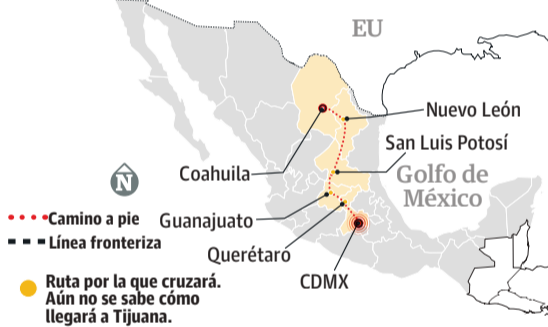 EU
Nuevo León
San Luis Potosí
Coahuila
Golfo de
México
N
Camino a pie
Guanajuato
Línea fronteriza
Querétaro
CDMX
Ruta por la que cruzará.
Aún no se sabe cómo
llegará a Tijuana.